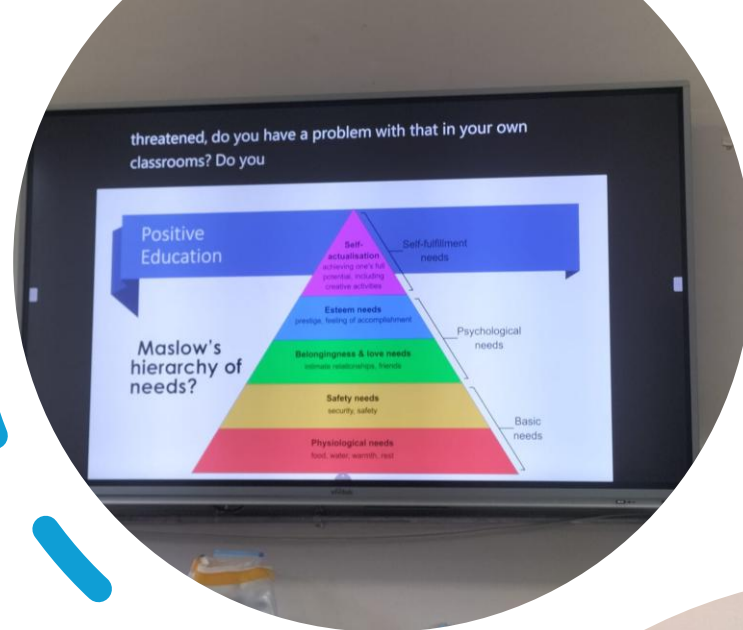 threatened, do you have a problem with that in your own
classrooms? Do you
Positive
Education
Maslow's
hierarchy of
needs?
Self-
actualisation
achieving one's full
potential, including
creative activities
Esteem needs
prestige, feeling of accomplishment
Belongingness & love needs
intimate relationships, friends
Safety needs
security, safety
Physiological needs
food, water, warmth, rest
Self-fulfillment
needs
Psychological
needs
Basic
needs